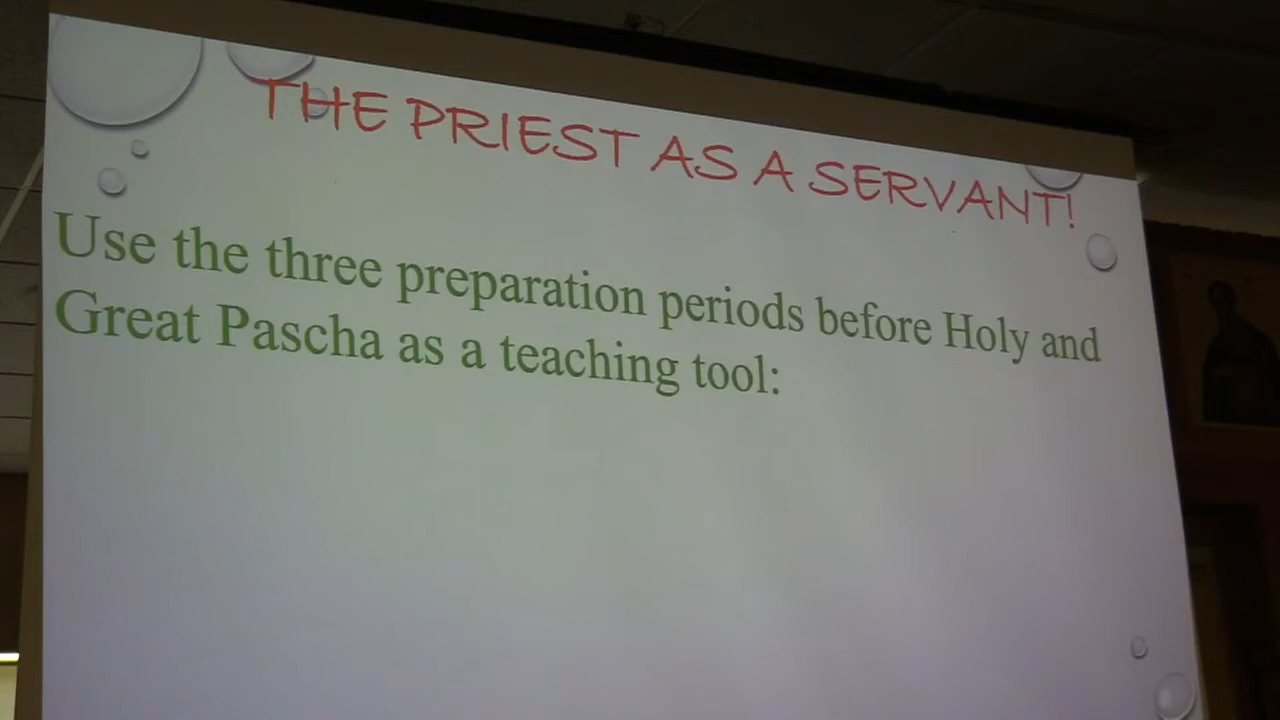 THE PRIEST AS A SERVANT!
Use the three preparation periods before Holy and
Great Pascha as a teaching tool: